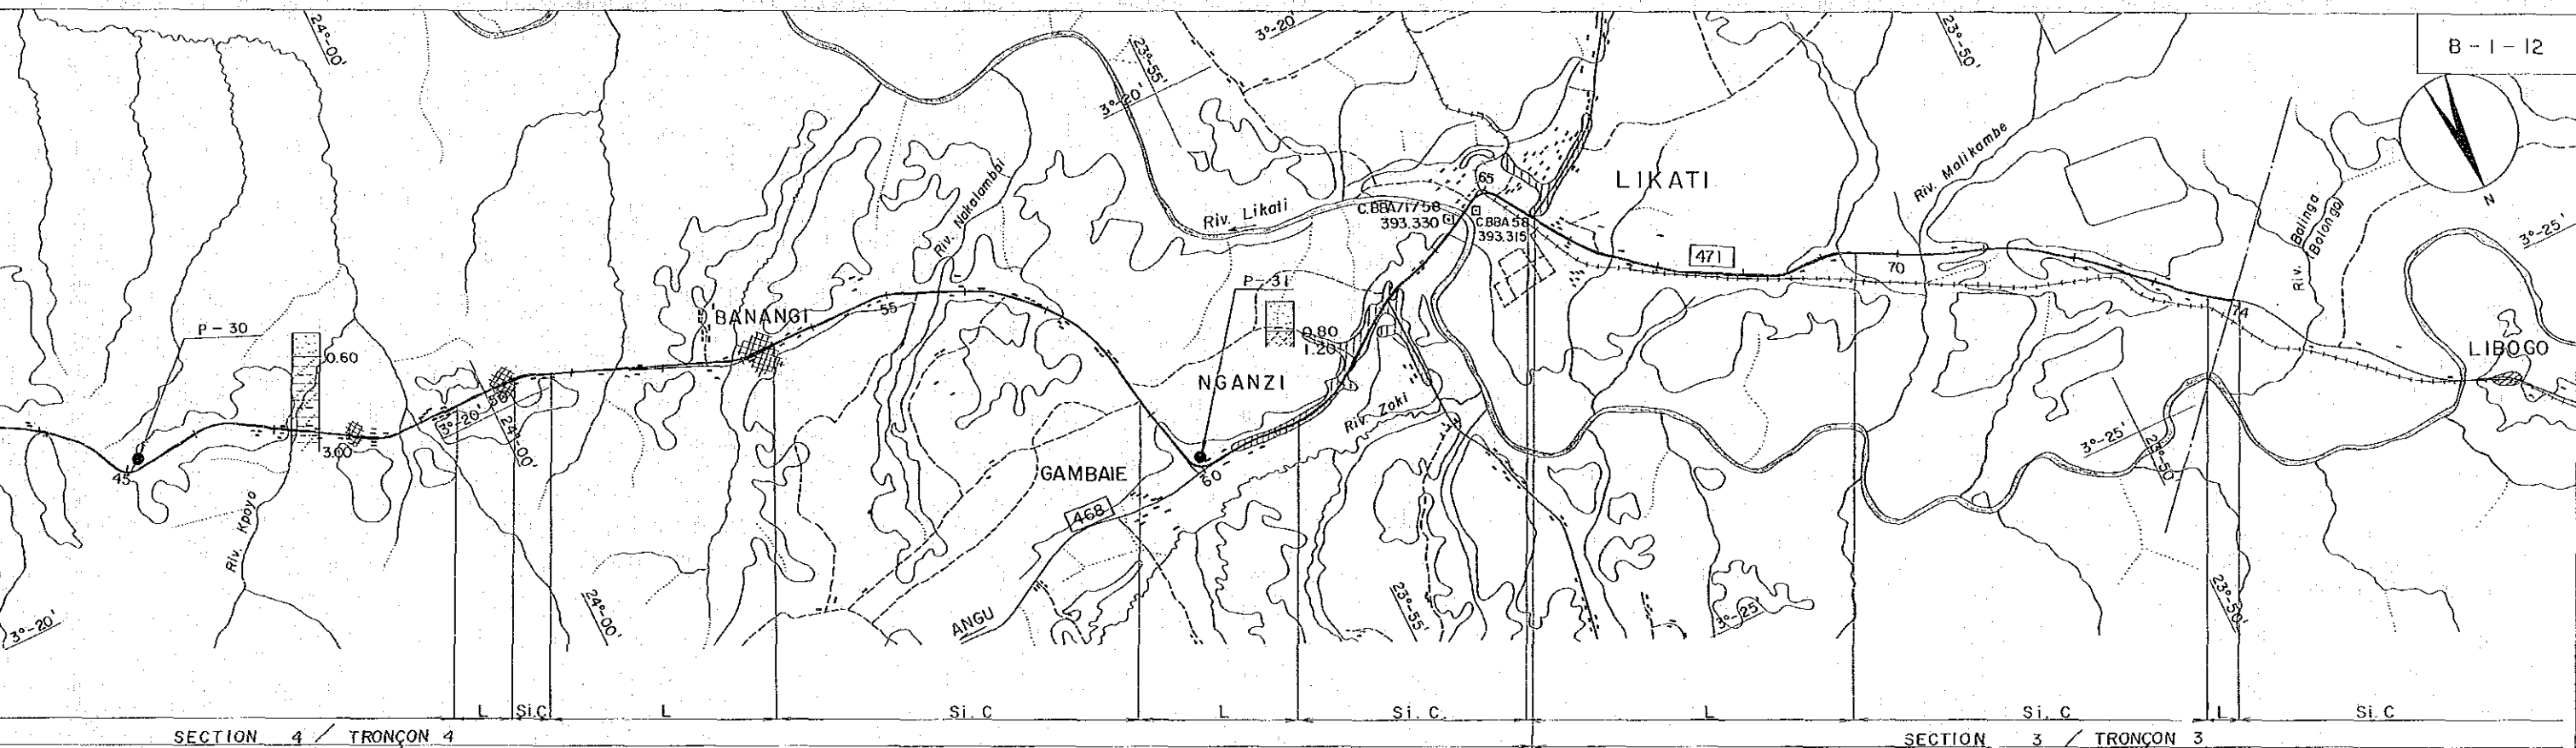 24°-00'
23°-55'
3°-20'
3°-20'
23°-50'
B-1-12
N
LIKATI
Riv. Malikambe
Riv. Likati
65
C.BBA/1/58
393.330
C.BBA58
393.315
471
70
Riv. Balinga
(Balonga)
3°-25'
Riv. Nakalambai
BANANGI
55
P-30
0.60
3.00
45
Riv. Kpoyo
3°-20'
50
24°-00'
P-31
0.80
1.20
NGANZI
Riv. Zoki
GAMBAIE
60
468
ANGU
74
LIBOGO
3°-25'
23°-50'
3°-20'
24°-00'
23°-55'
3°-25'
23°-50'
L
Si.C
L
Si. C
L
Si. C
L
Si. C
L
Si. C
SECTION 4 / TRONÇON 4
SECTION 3 / TRONÇON 3